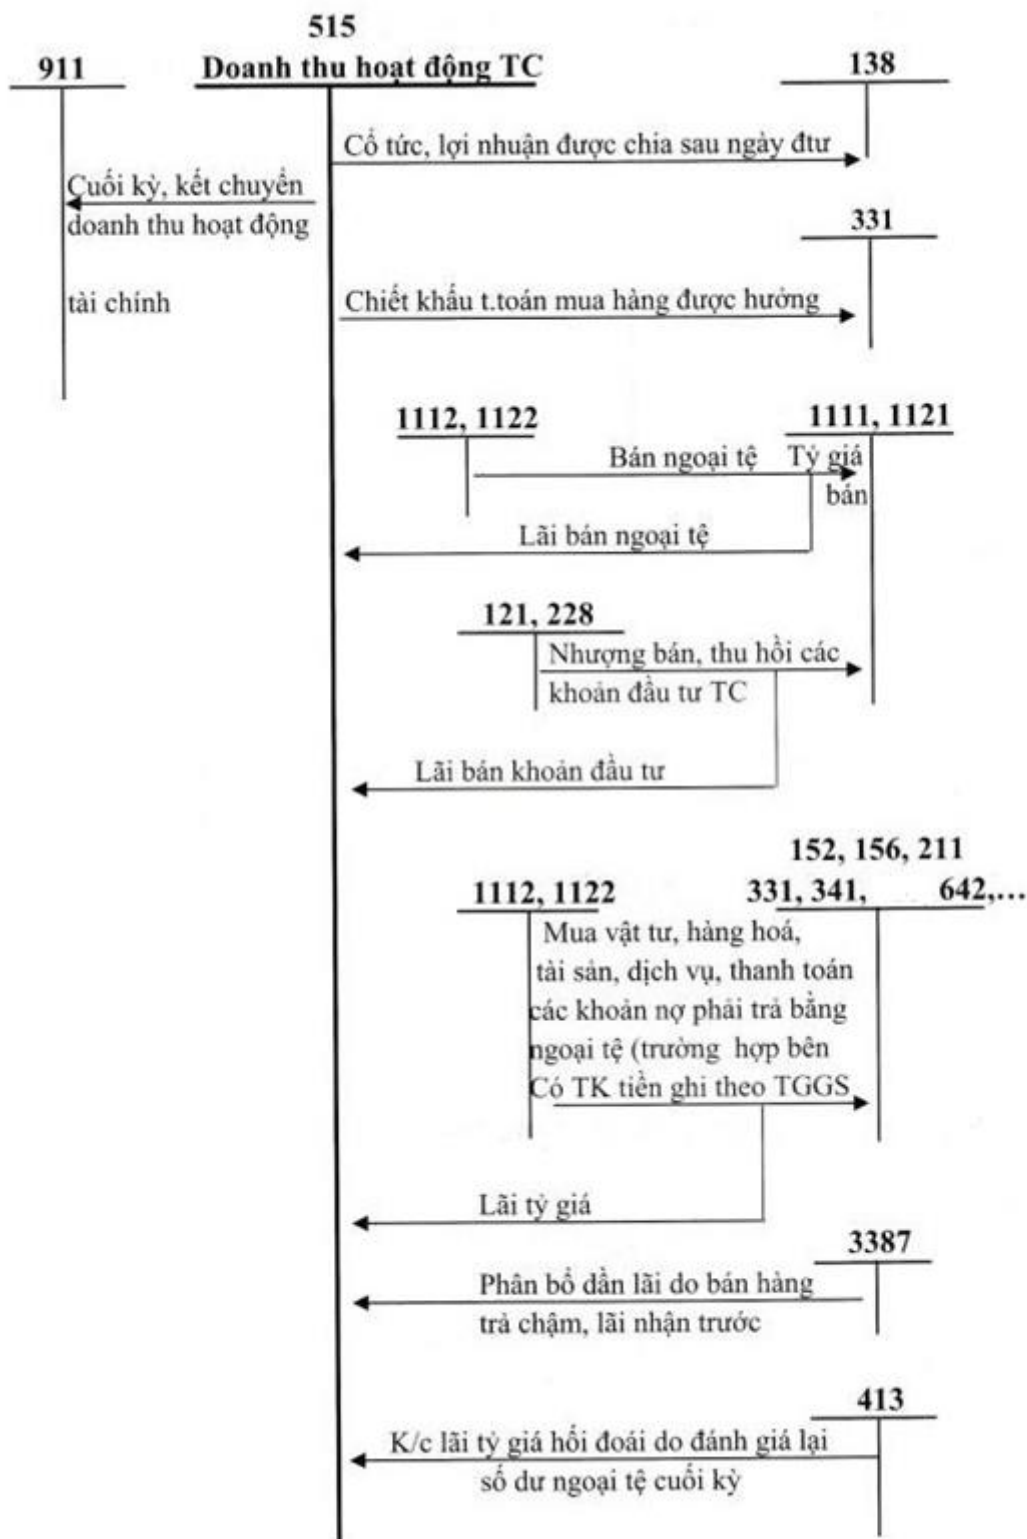 515
911
Doanh thu hoạt động TC
138
Cổ tức, lợi nhuận được chia sau ngày đtư
Cuối kỳ, kết chuyển
doanh thu hoạt động
tài chính
331
Chiết khấu t.toán mua hàng được hưởng
1112, 1122
1111, 1121
Bán ngoại tệ
Tỷ giá
bán
Lãi bán ngoại tệ
121, 228
Nhượng bán, thu hồi các
khoản đầu tư TC
Lãi bán khoản đầu tư
152, 156, 211
1112, 1122
331, 341, 642,...
Mua vật tư, hàng hoá,
tài sản, dịch vụ, thanh toán
các khoản nợ phải trả bằng
ngoại tệ (trường hợp bên
Có TK tiền ghi theo TGGS
Lãi tỷ giá
3387
Phân bổ dần lãi do bán hàng
trả chậm, lãi nhận trước
413
K/c lãi tỷ giá hối đoái do đánh giá lại
số dư ngoại tệ cuối kỳ